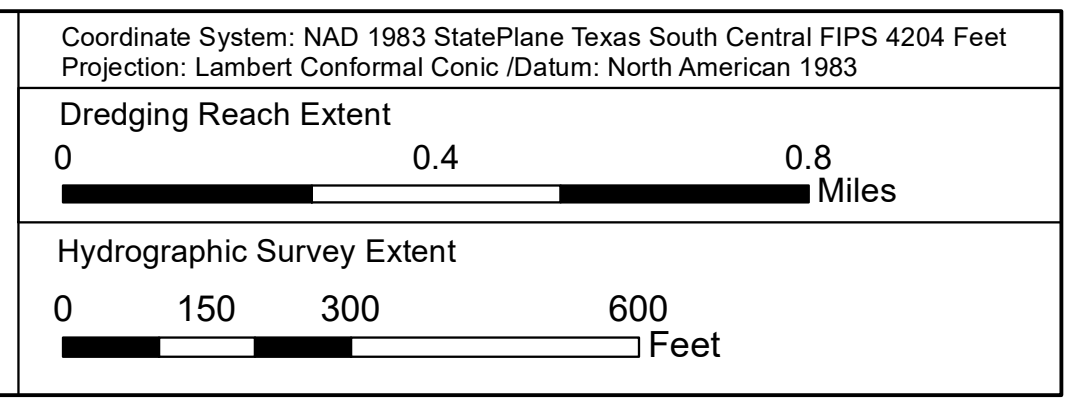 Coordinate System: NAD 1983 StatePlane Texas South Central FIPS 4204 Feet
Projection: Lambert Conformal Conic /Datum: North American 1983
Dredging Reach Extent
0 0.4 0.8
Miles
Hydrographic Survey Extent
0 150 300 600
Feet